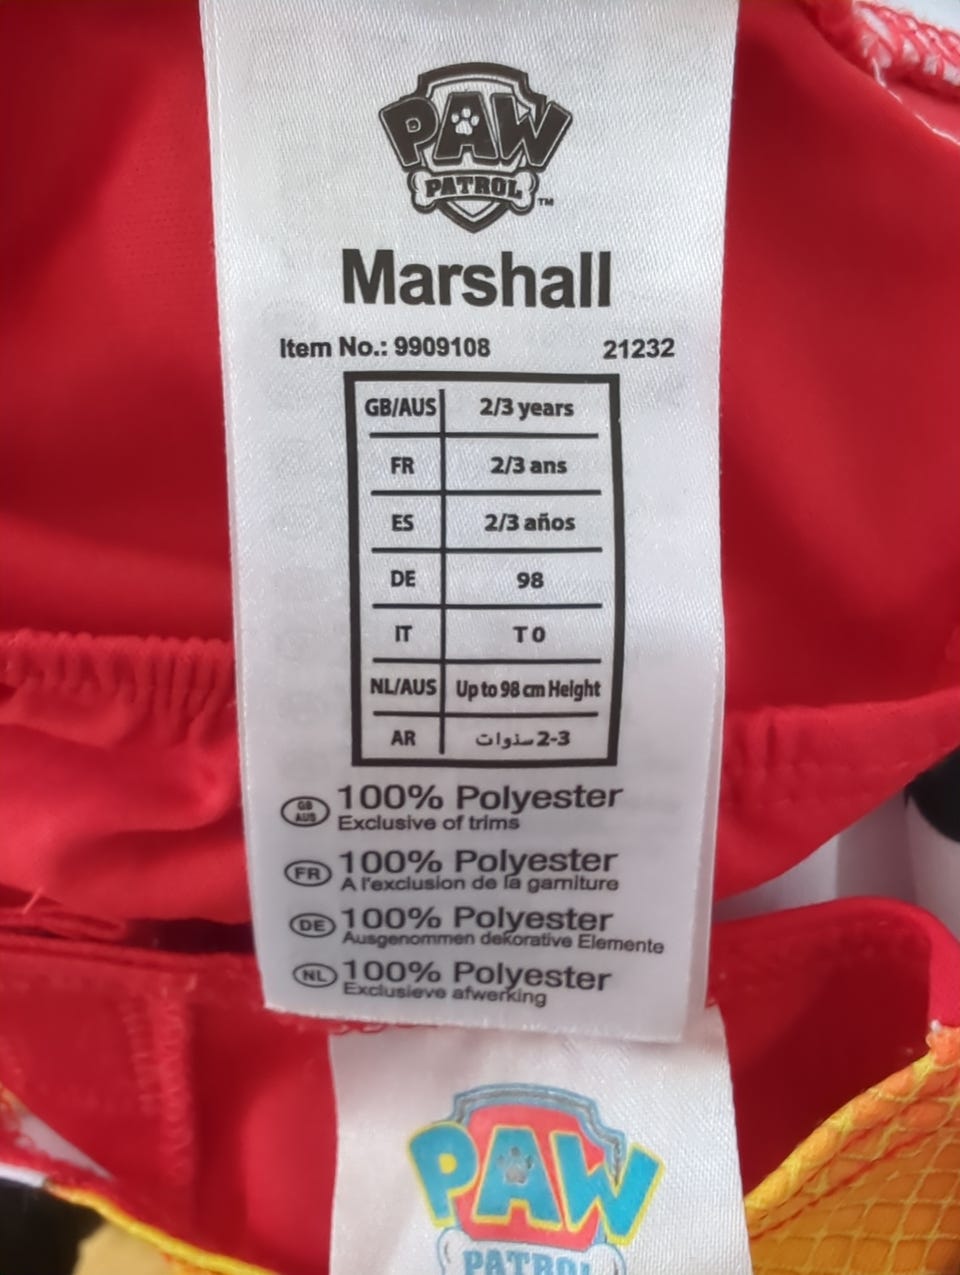 PAW
PATROL
™
Marshall
Item No.: 9909108 21232
GB/AUS 2/3 years
FR 2/3 ans
ES 2/3 años
DE 98
IT T 0
NL/AUS Up to 98 cm Height
AR 2-3 سنوات
GB AUS 100% Polyester
Exclusive of trims
FR 100% Polyester
A l'exclusion de la garniture
DE 100% Polyester
Ausgenommen dekorative Elemente
NL 100% Polyester
Exclusieve afwerking
PAW
PATROL